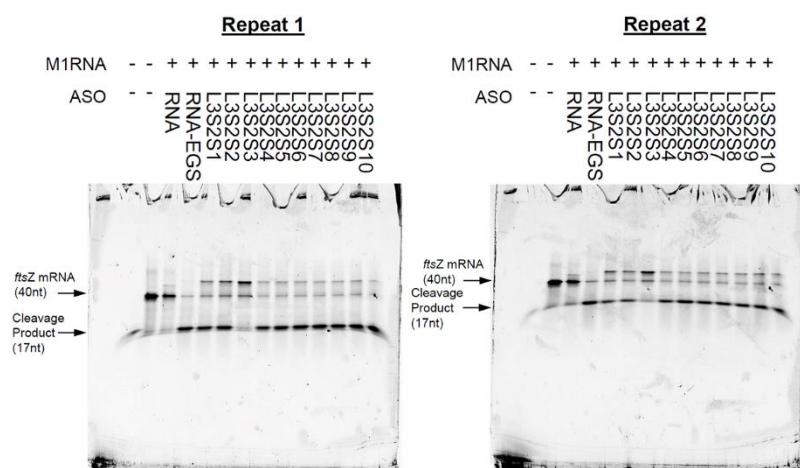 Repeat 1
M1RNA - - + + + + + + + + + + + +
ASO - - RNA RNA-EGS L3S2S1 L3S2S2 L3S2S3 L3S2S4 L3S2S5 L3S2S6 L3S2S7 L3S2S8 L3S2S9 L3S2S10
ftsZ mRNA
(40nt)
Cleavage
Product
(17nt)
Repeat 2
M1RNA - - + + + + + + + + + + + +
ASO - - RNA RNA-EGS L3S2S1 L3S2S2 L3S2S3 L3S2S4 L3S2S5 L3S2S6 L3S2S7 L3S2S8 L3S2S9 L3S2S10
ftsZ mRNA
(40nt)
Cleavage
Product
(17nt)